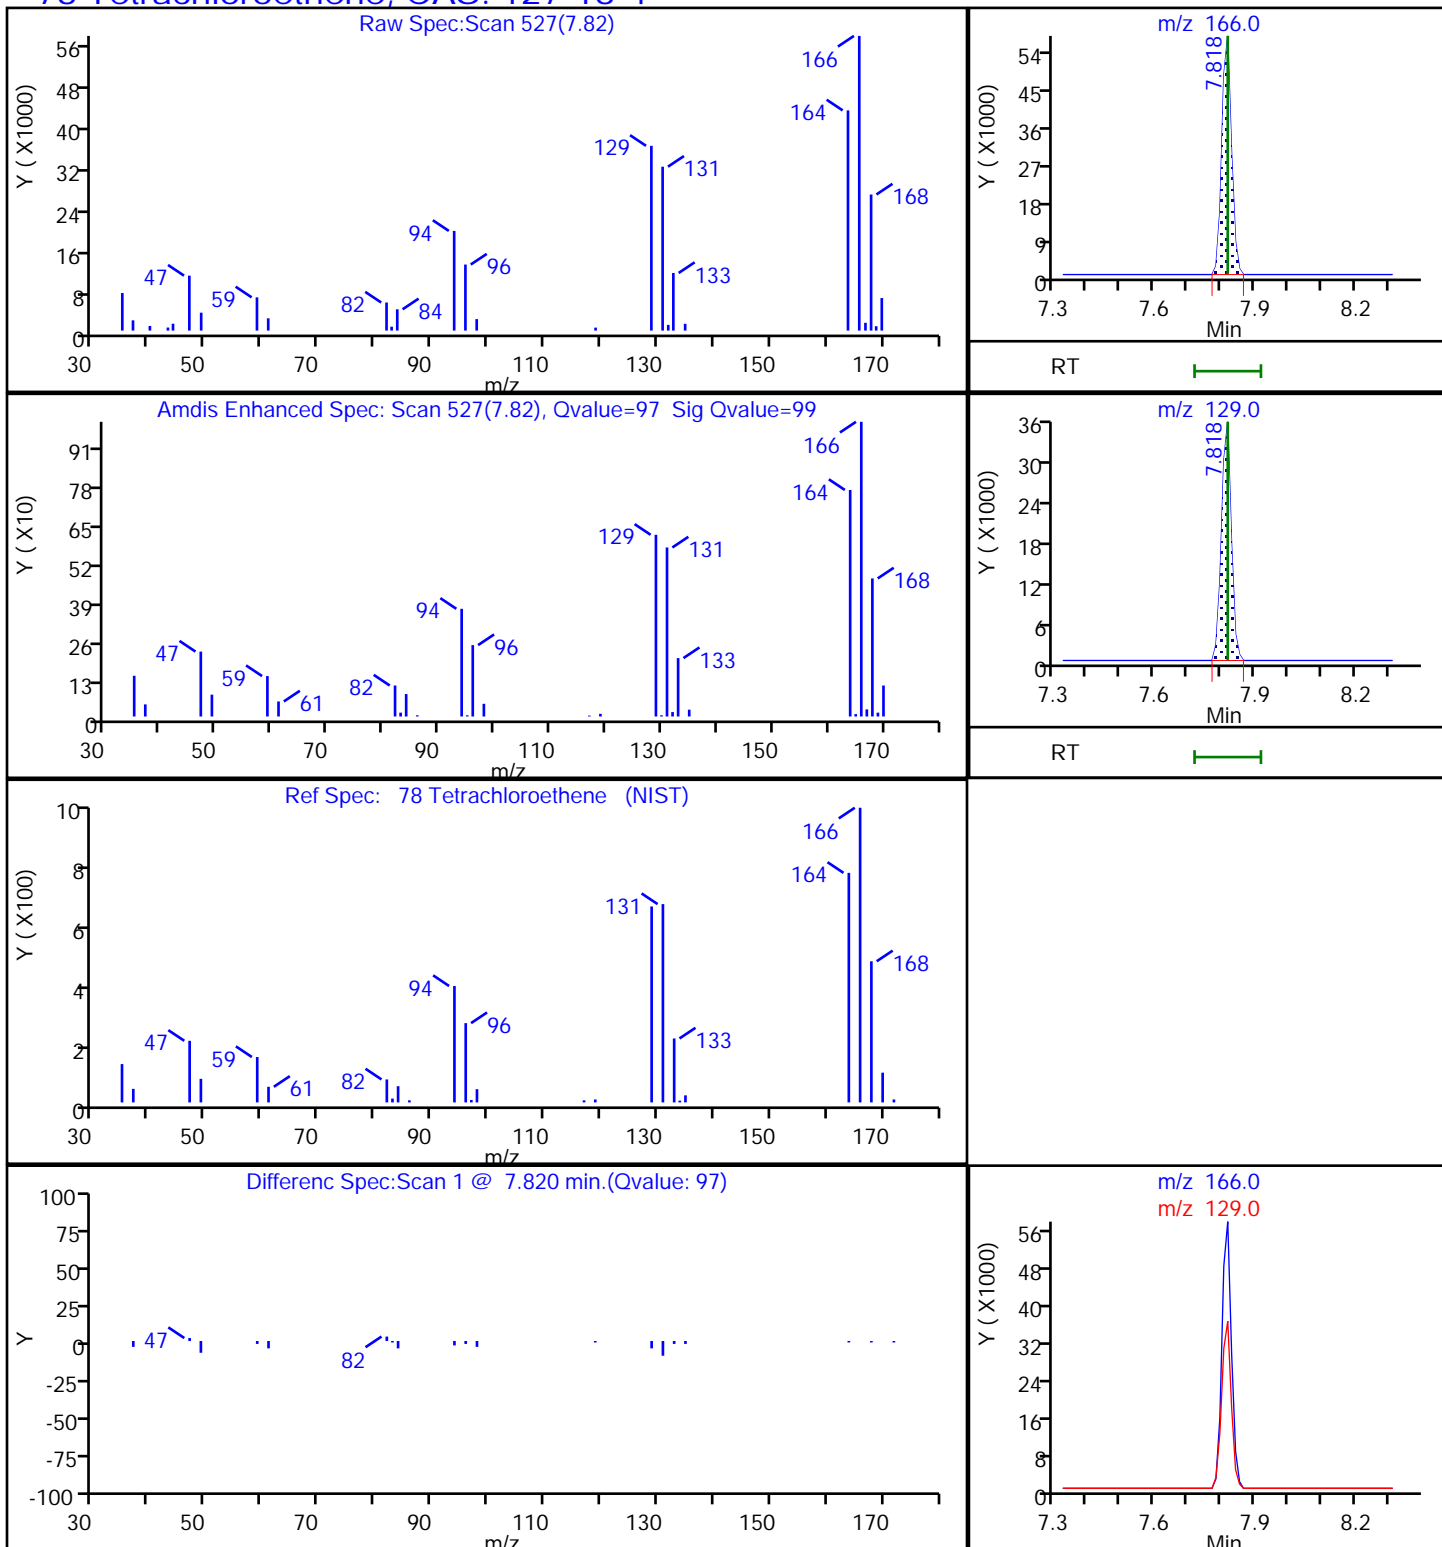 78 Tetrachloroethene, CAS: 127-18-4
Raw Spec:Scan 527(7.82)
Y ( X1000)
56
48
40
32
24
16
8
0
166
164
129
131
168
94
96
133
47
59
82
84
30 50 70 90 110 130 150 170
m/z
m/z 166.0
Y ( X1000)
54
45
36
27
18
9
0
7.818
7.3 7.6 7.9 8.2
Min
RT
Amdis Enhanced Spec: Scan 527(7.82), Qvalue=97 Sig Qvalue=99
Y ( X10)
91
78
65
52
39
26
13
0
166
164
129
131
168
94
96
133
47
59
61
82
30 50 70 90 110 130 150 170
m/z
m/z 129.0
Y ( X1000)
36
30
24
18
12
6
0
7.818
7.3 7.6 7.9 8.2
Min
RT
Ref Spec: 78 Tetrachloroethene (NIST)
Y ( X100)
10
8
6
4
2
0
166
164
131
168
94
96
133
47
59
61
82
30 50 70 90 110 130 150 170
m/z
Differenc Spec:Scan 1 @ 7.820 min.(Qvalue: 97)
Y
100
75
50
25
0
-25
-50
-75
-100
47
82
30 50 70 90 110 130 150 170
m/z
m/z 166.0
m/z 129.0
Y ( X1000)
56
48
40
32
24
16
8
0
7.3 7.6 7.9 8.2
Min